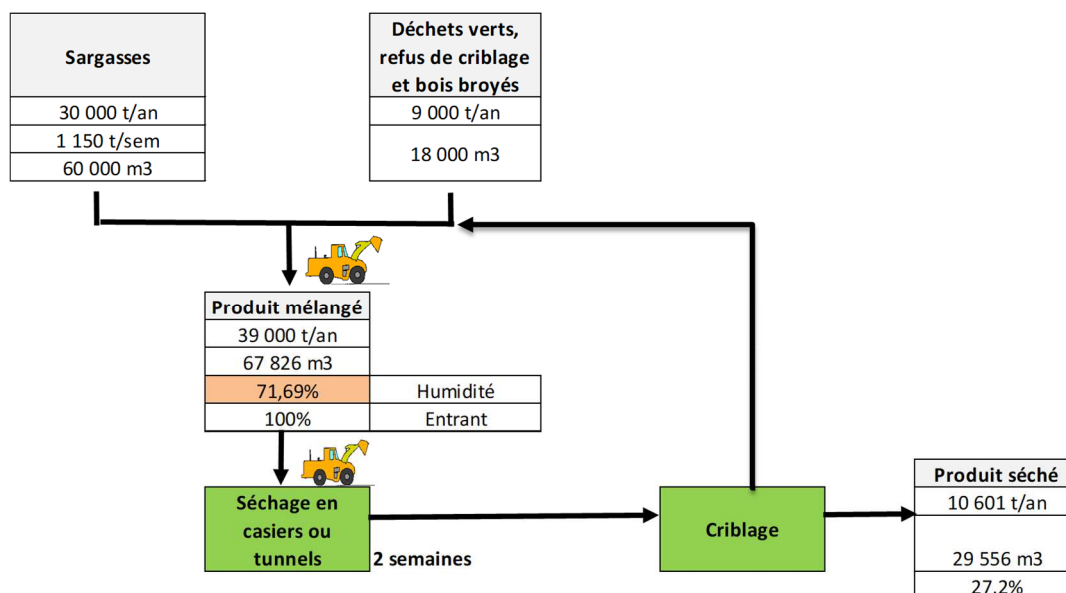 Sargasses
30 000 t/an
1 150 t/sem
60 000 m3
Déchets verts,
refus de criblage
et bois broyés
9 000 t/an
18 000 m3
Produit mélangé
39 000 t/an
67 826 m3
71,69%
Humidité
100%
Entrant
Séchage en
casiers ou
tunnels
2 semaines
Criblage
Produit séché
10 601 t/an
29 556 m3
27,2%